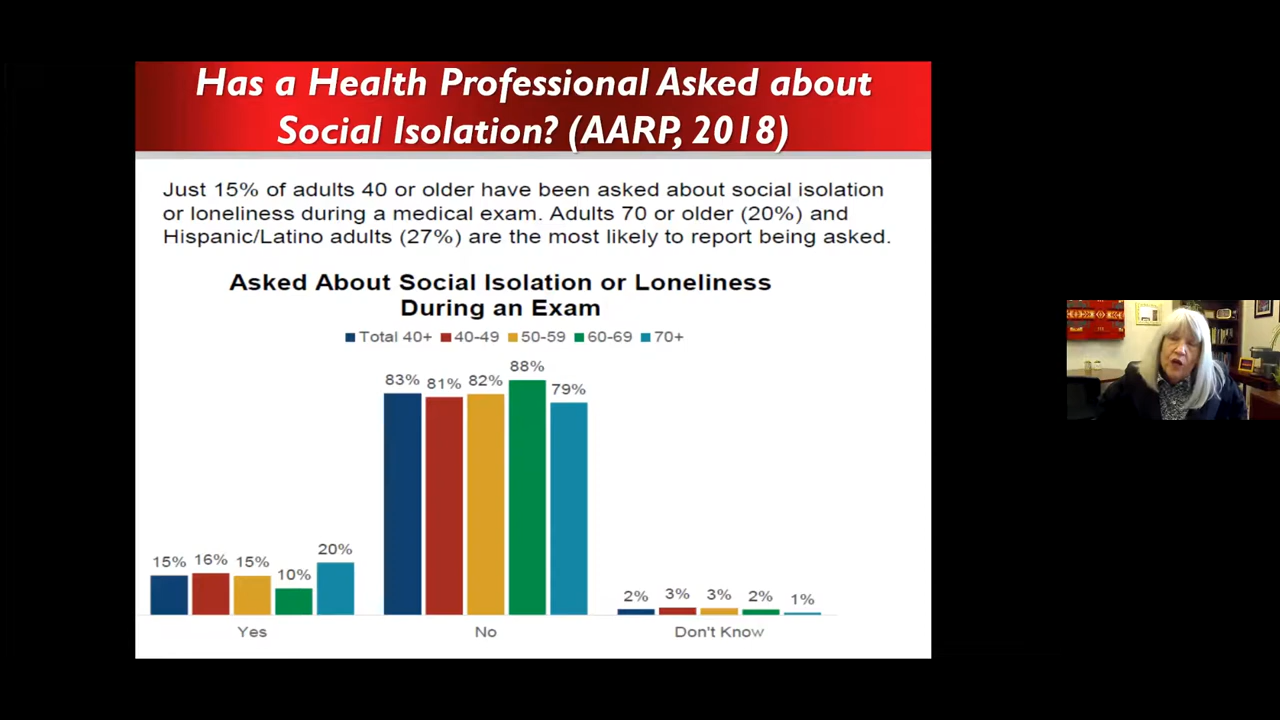 Has a Health Professional Asked about
Social Isolation? (AARP, 2018)
Just 15% of adults 40 or older have been asked about social isolation
or loneliness during a medical exam. Adults 70 or older (20%) and
Hispanic/Latino adults (27%) are the most likely to report being asked.
Asked About Social Isolation or Loneliness
During an Exam
Total 40+ 40-49 50-59 60-69 70+
83% 81% 82% 88% 79%
15% 16% 15% 10% 20%
2% 3% 3% 2% 1%
Yes No Don't Know